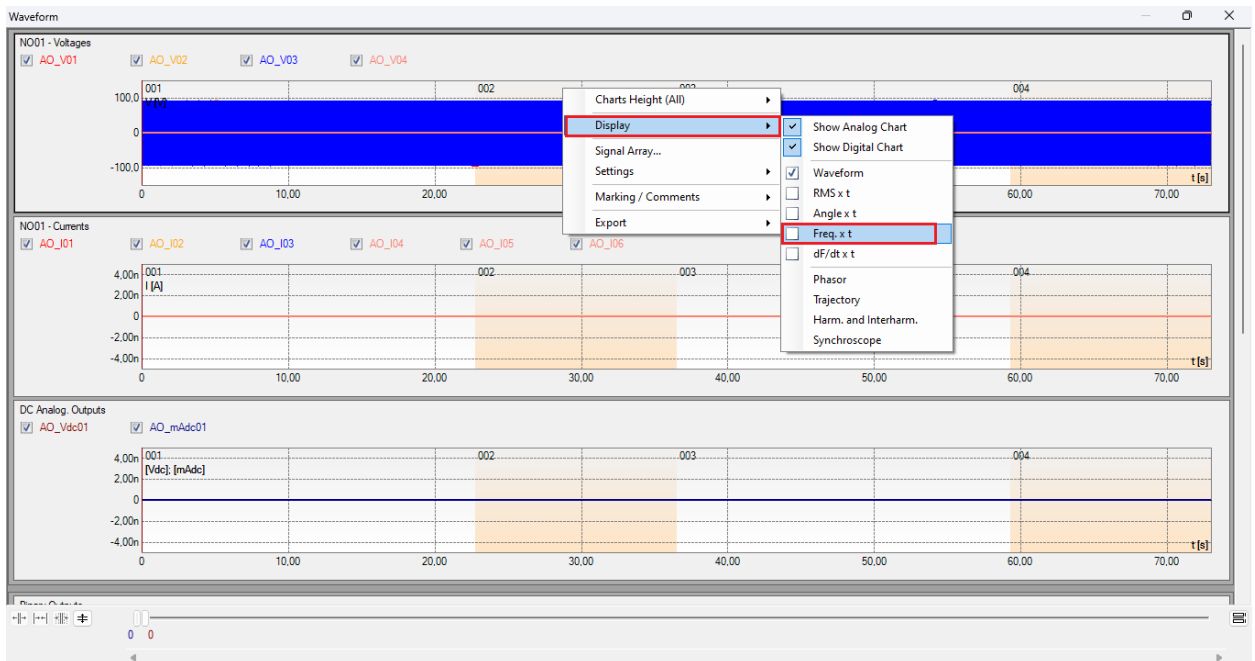 Waveform
NO01 - Voltages
AO_V01 AO_V02 AO_V03 AO_V04
001 002 003 004
100,0
V [V]
0
-100,0
t [s]
0 10,00 20,00 60,00 70,00
Charts Height (All)
Display
Signal Array...
Settings
Marking / Comments
Export
Show Analog Chart
Show Digital Chart
Waveform
RMS x t
Angle x t
Freq. x t
dF/dt x t
Phasor
Trajectory
Harm. and Interharm.
Synchroscope
NO01 - Currents
AO_I01 AO_I02 AO_I03 AO_I04 AO_I05 AO_I06
4,00n 001 002 003 004
I [A]
2,00n
0
-2,00n
-4,00n
t [s]
0 10,00 20,00 30,00 40,00 50,00 60,00 70,00
DC Analog. Outputs
AO_Vdc01 AO_mAdc01
4,00n 001 002 003 004
[Vdc]; [mAdc]
2,00n
0
-2,00n
-4,00n
t [s]
0 10,00 20,00 30,00 40,00 50,00 60,00 70,00
Binary Outputs
0 0